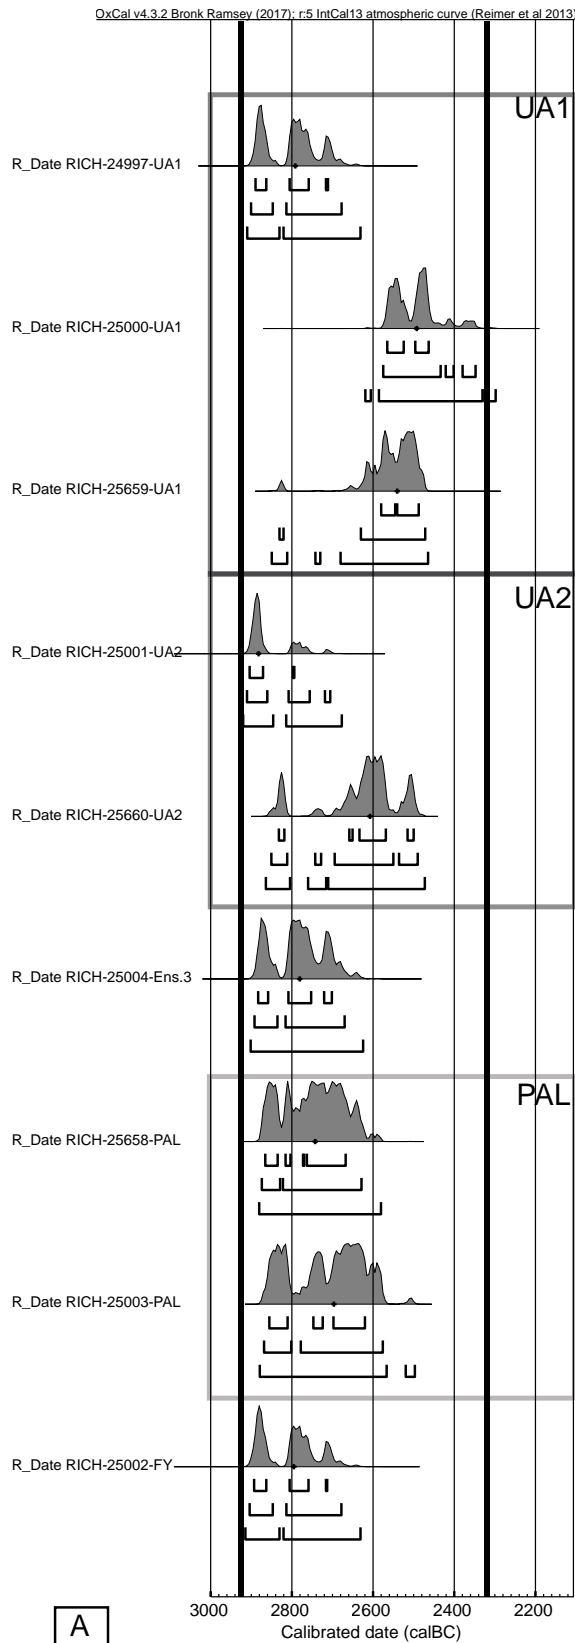 OxCal v4.3.2 Bronk Ramsey (2017); r:5 IntCal13 atmospheric curve (Reimer et al 2013)
UA1
R_Date RICH-24997-UA1
R_Date RICH-25000-UA1
R_Date RICH-25659-UA1
UA2
R_Date RICH-25001-UA2
R_Date RICH-25660-UA2
R_Date RICH-25004-Ens.3
PAL
R_Date RICH-25658-PAL
R_Date RICH-25003-PAL
R_Date RICH-25002-FY
3000 2800 2600 2400 2200
Calibrated date (calBC)
A